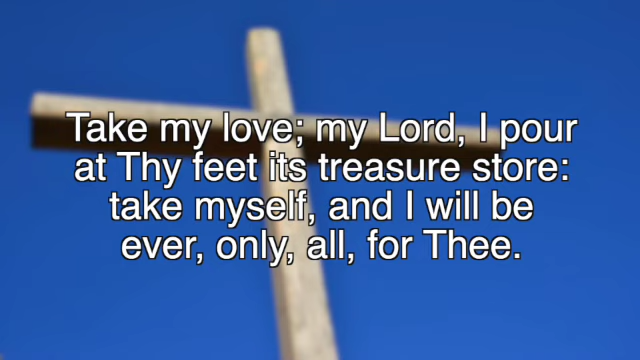 Take my love; my Lord, I pour
at Thy feet its treasure store:
take myself, and I will be
ever, only, all, for Thee.